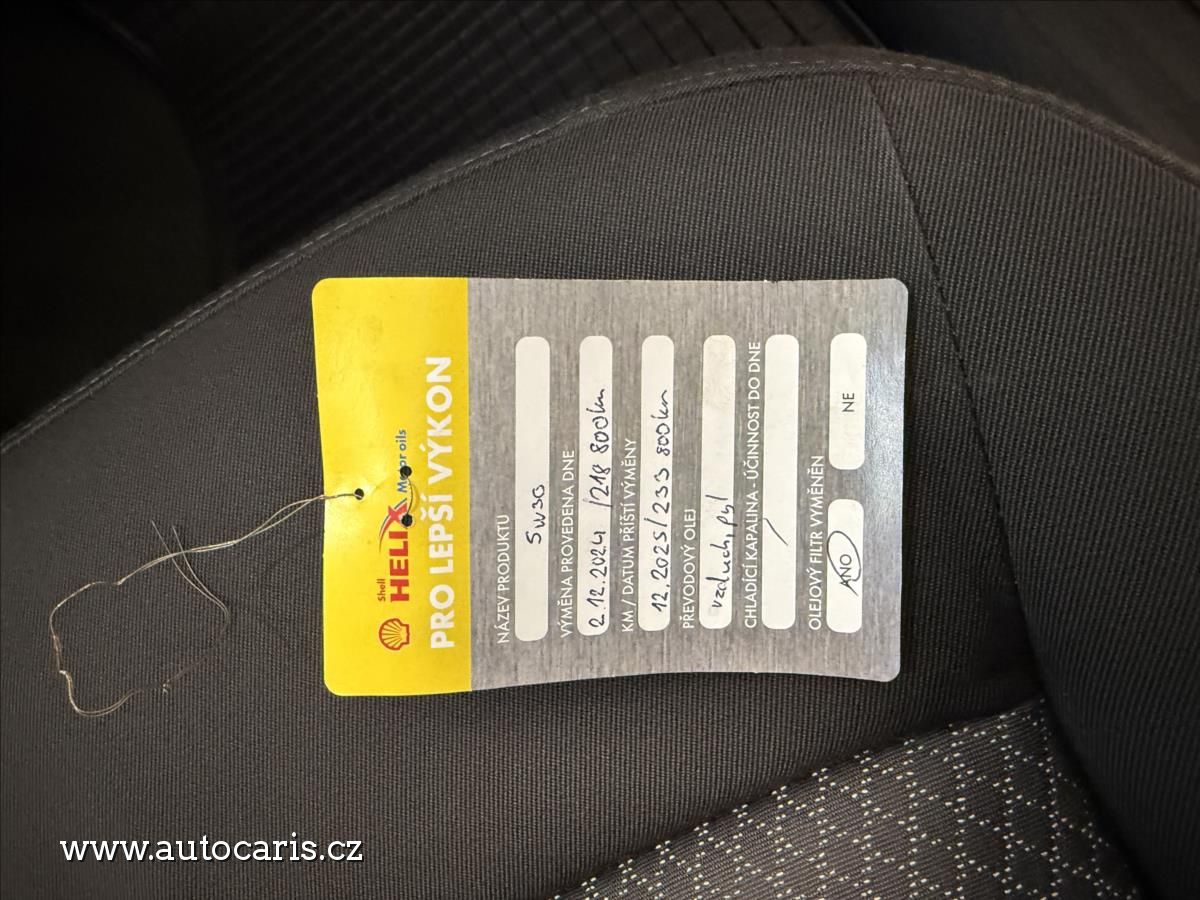 Shell
HELIX Motor oils
PRO LEPŠÍ VÝKON
NÁZEV PRODUKTU
5W30
VÝMĚNA PROVEDENA DNE
2.12.2024 /218 800km
KM / DATUM PŘÍŠTÍ VÝMĚNY
12.2025/233 800km
PŘEVODOVÝ OLEJ
vzduch, pyl
CHLADÍCÍ KAPALINA - ÚČINNOST DO DNE
/
OLEJOVÝ FILTR VYMĚNĚN
ANO NE
www.autocaris.cz